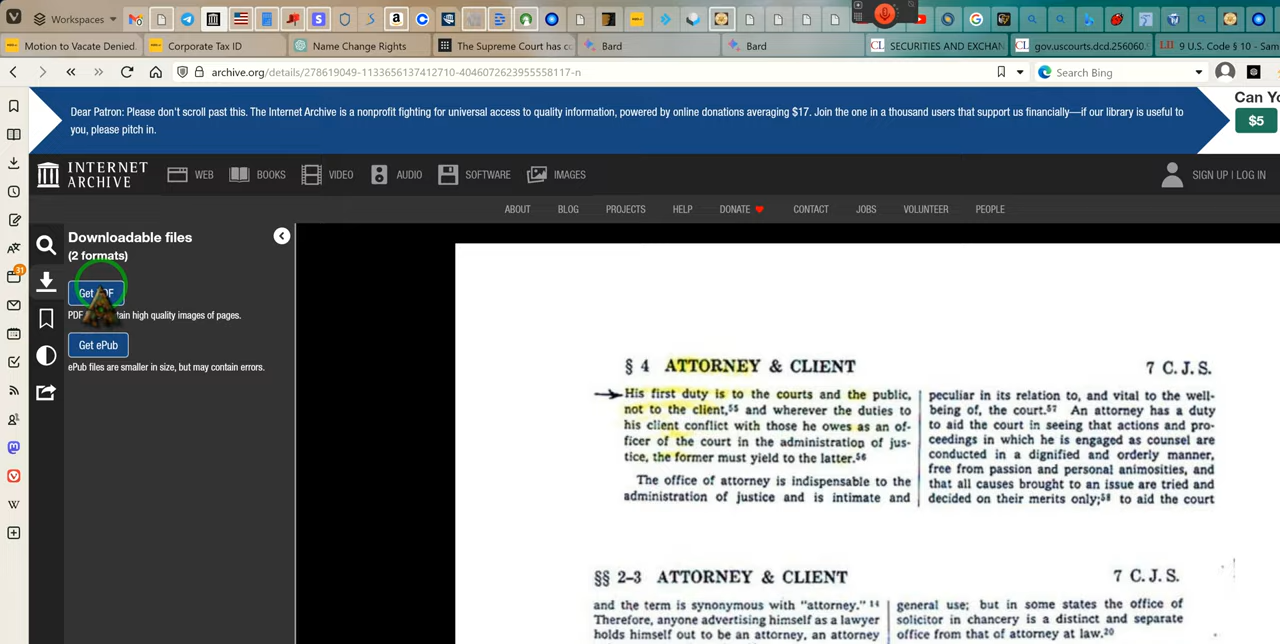 Workspaces
Motion to Vacate Denied.
Corporate Tax ID
Name Change Rights
The Supreme Court has co
Bard
Bard
CL SECURITIES AND EXCHAN
CL gov.uscourts.dcd.256060.
LII 9 U.S. Code § 10 - Sam
archive.org/details/278619049-1133656137412710-4046072623955558117-n
Search Bing
Dear Patron: Please don't scroll past this. The Internet Archive is a nonprofit fighting for universal access to quality information, powered by online donations averaging $17. Join the one in a thousand users that support us financially—if our library is useful to
you, please pitch in.
Can Yo
$5
INTERNET
ARCHIVE
WEB
BOOKS
VIDEO
AUDIO
SOFTWARE
IMAGES
SIGN UP | LOG IN
ABOUT
BLOG
PROJECTS
HELP
DONATE
CONTACT
JOBS
VOLUNTEER
PEOPLE
31
Downloadable files
(2 formats)
Get PDF
PDF high quality images of pages.
Get ePub
ePub files are smaller in size, but may contain errors.
§ 4 ATTORNEY & CLIENT
7 C. J. S.
His first duty is to the courts and the public,
not to the client,55 and wherever the duties to
his client conflict with those he owes as an of-
ficer of the court in the administration of jus-
tice, the former must yield to the latter.56
The office of attorney is indispensable to the
administration of justice and is intimate and
peculiar in its relation to, and vital to the well-
being of, the court.57 An attorney has a duty
to aid the court in seeing that actions and pro-
ceedings in which he is engaged as counsel are
conducted in a dignified and orderly manner,
free from passion and personal animosities, and
that all causes brought to an issue are tried and
decided on their merits only;58 to aid the court
§§ 2–3 ATTORNEY & CLIENT
7 C. J. S.
and the term is synonymous with "attorney." 14
Therefore, anyone advertising himself as a lawyer
holds himself out to be an attorney, an attorney
general use; but in some states the office of
solicitor in chancery is a distinct and separate
office from that of attorney at law.20